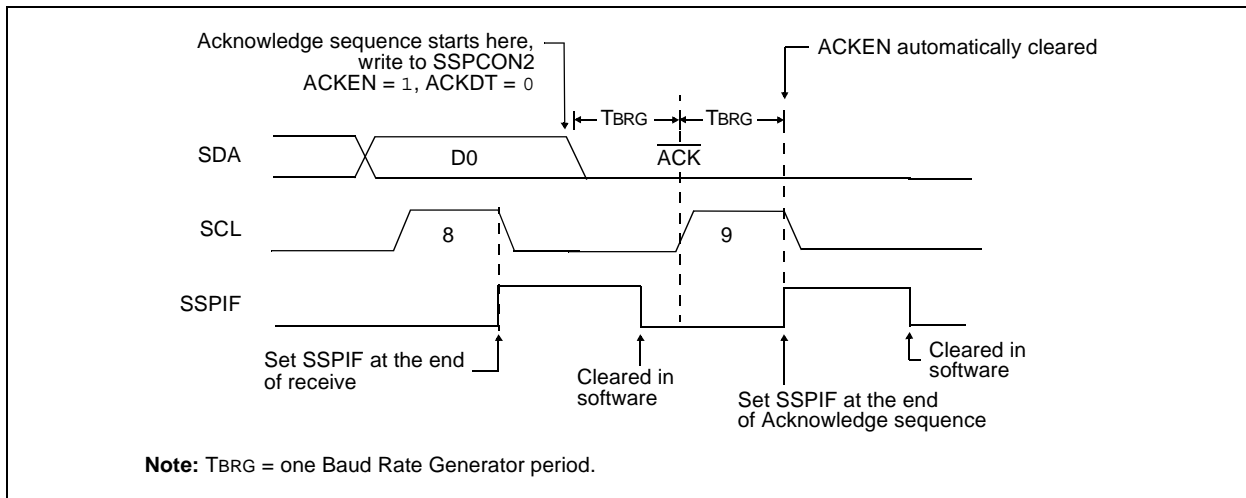 Acknowledge sequence starts here,
write to SSPCON2
ACKEN = 1, ACKDT = 0
ACKEN automatically cleared
TBRG
TBRG
SDA
D0
ACK
SCL
8
9
SSPIF
Set SSPIF at the end
of receive
Cleared in
software
Set SSPIF at the end
of Acknowledge sequence
Cleared in
software
Note: TBRG = one Baud Rate Generator period.